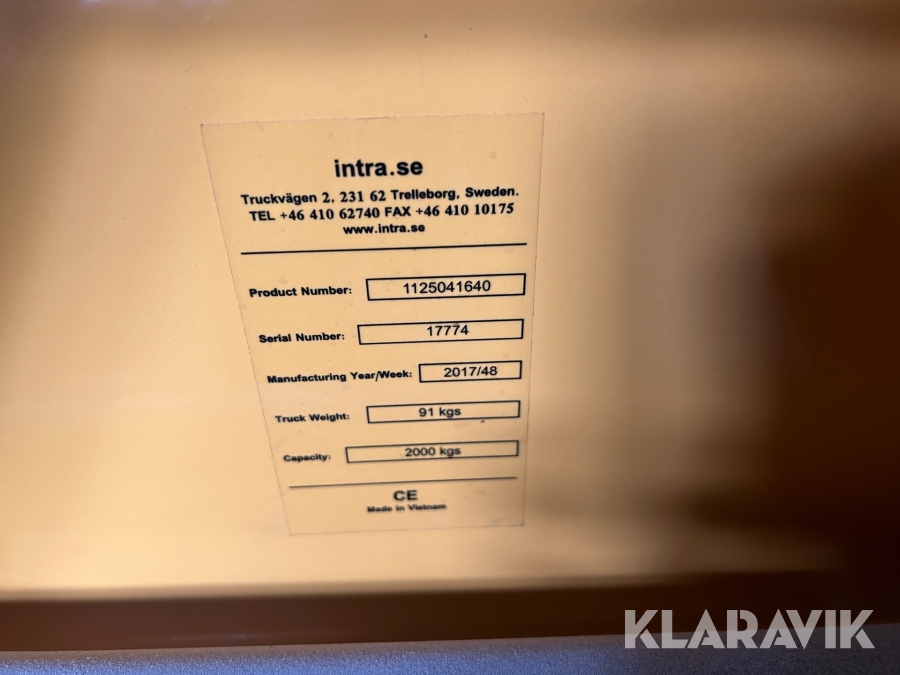 intra.se
Truckvägen 2, 231 62 Trelleborg, Sweden.
TEL +46 410 62740 FAX +46 410 10175
www.intra.se
Product Number: 1125041640
Serial Number: 17774
Manufacturing Year/Week: 2017/48
Truck Weight: 91 kgs
Capacity: 2000 kgs
CE
Made in Vietnam
KLARAVIK